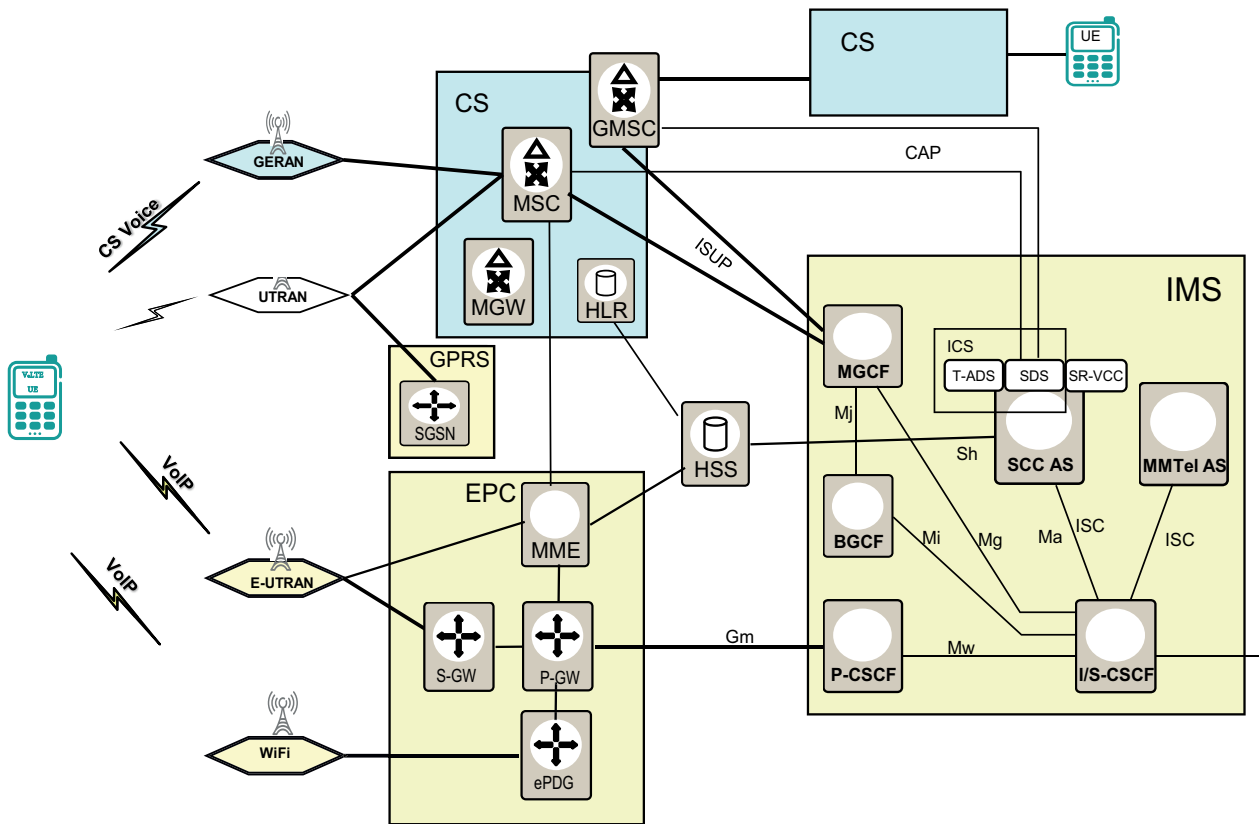 CS
UE
CS
GMSC
GERAN
CAP
MSC
CS Voice
ISUP
UTRAN
MGW
HLR
IMS
GPRS
ICS
T-ADS
SDS
SR-VCC
MGCF
VoLTE
UE
SGSN
Mj
HSS
Sh
SCC AS
MMTel AS
VoIP
EPC
BGCF
Mi
Mg
Ma
ISC
ISC
MME
VoIP
E-UTRAN
S-GW
P-GW
Gm
P-CSCF
Mw
I/S-CSCF
WiFi
ePDG